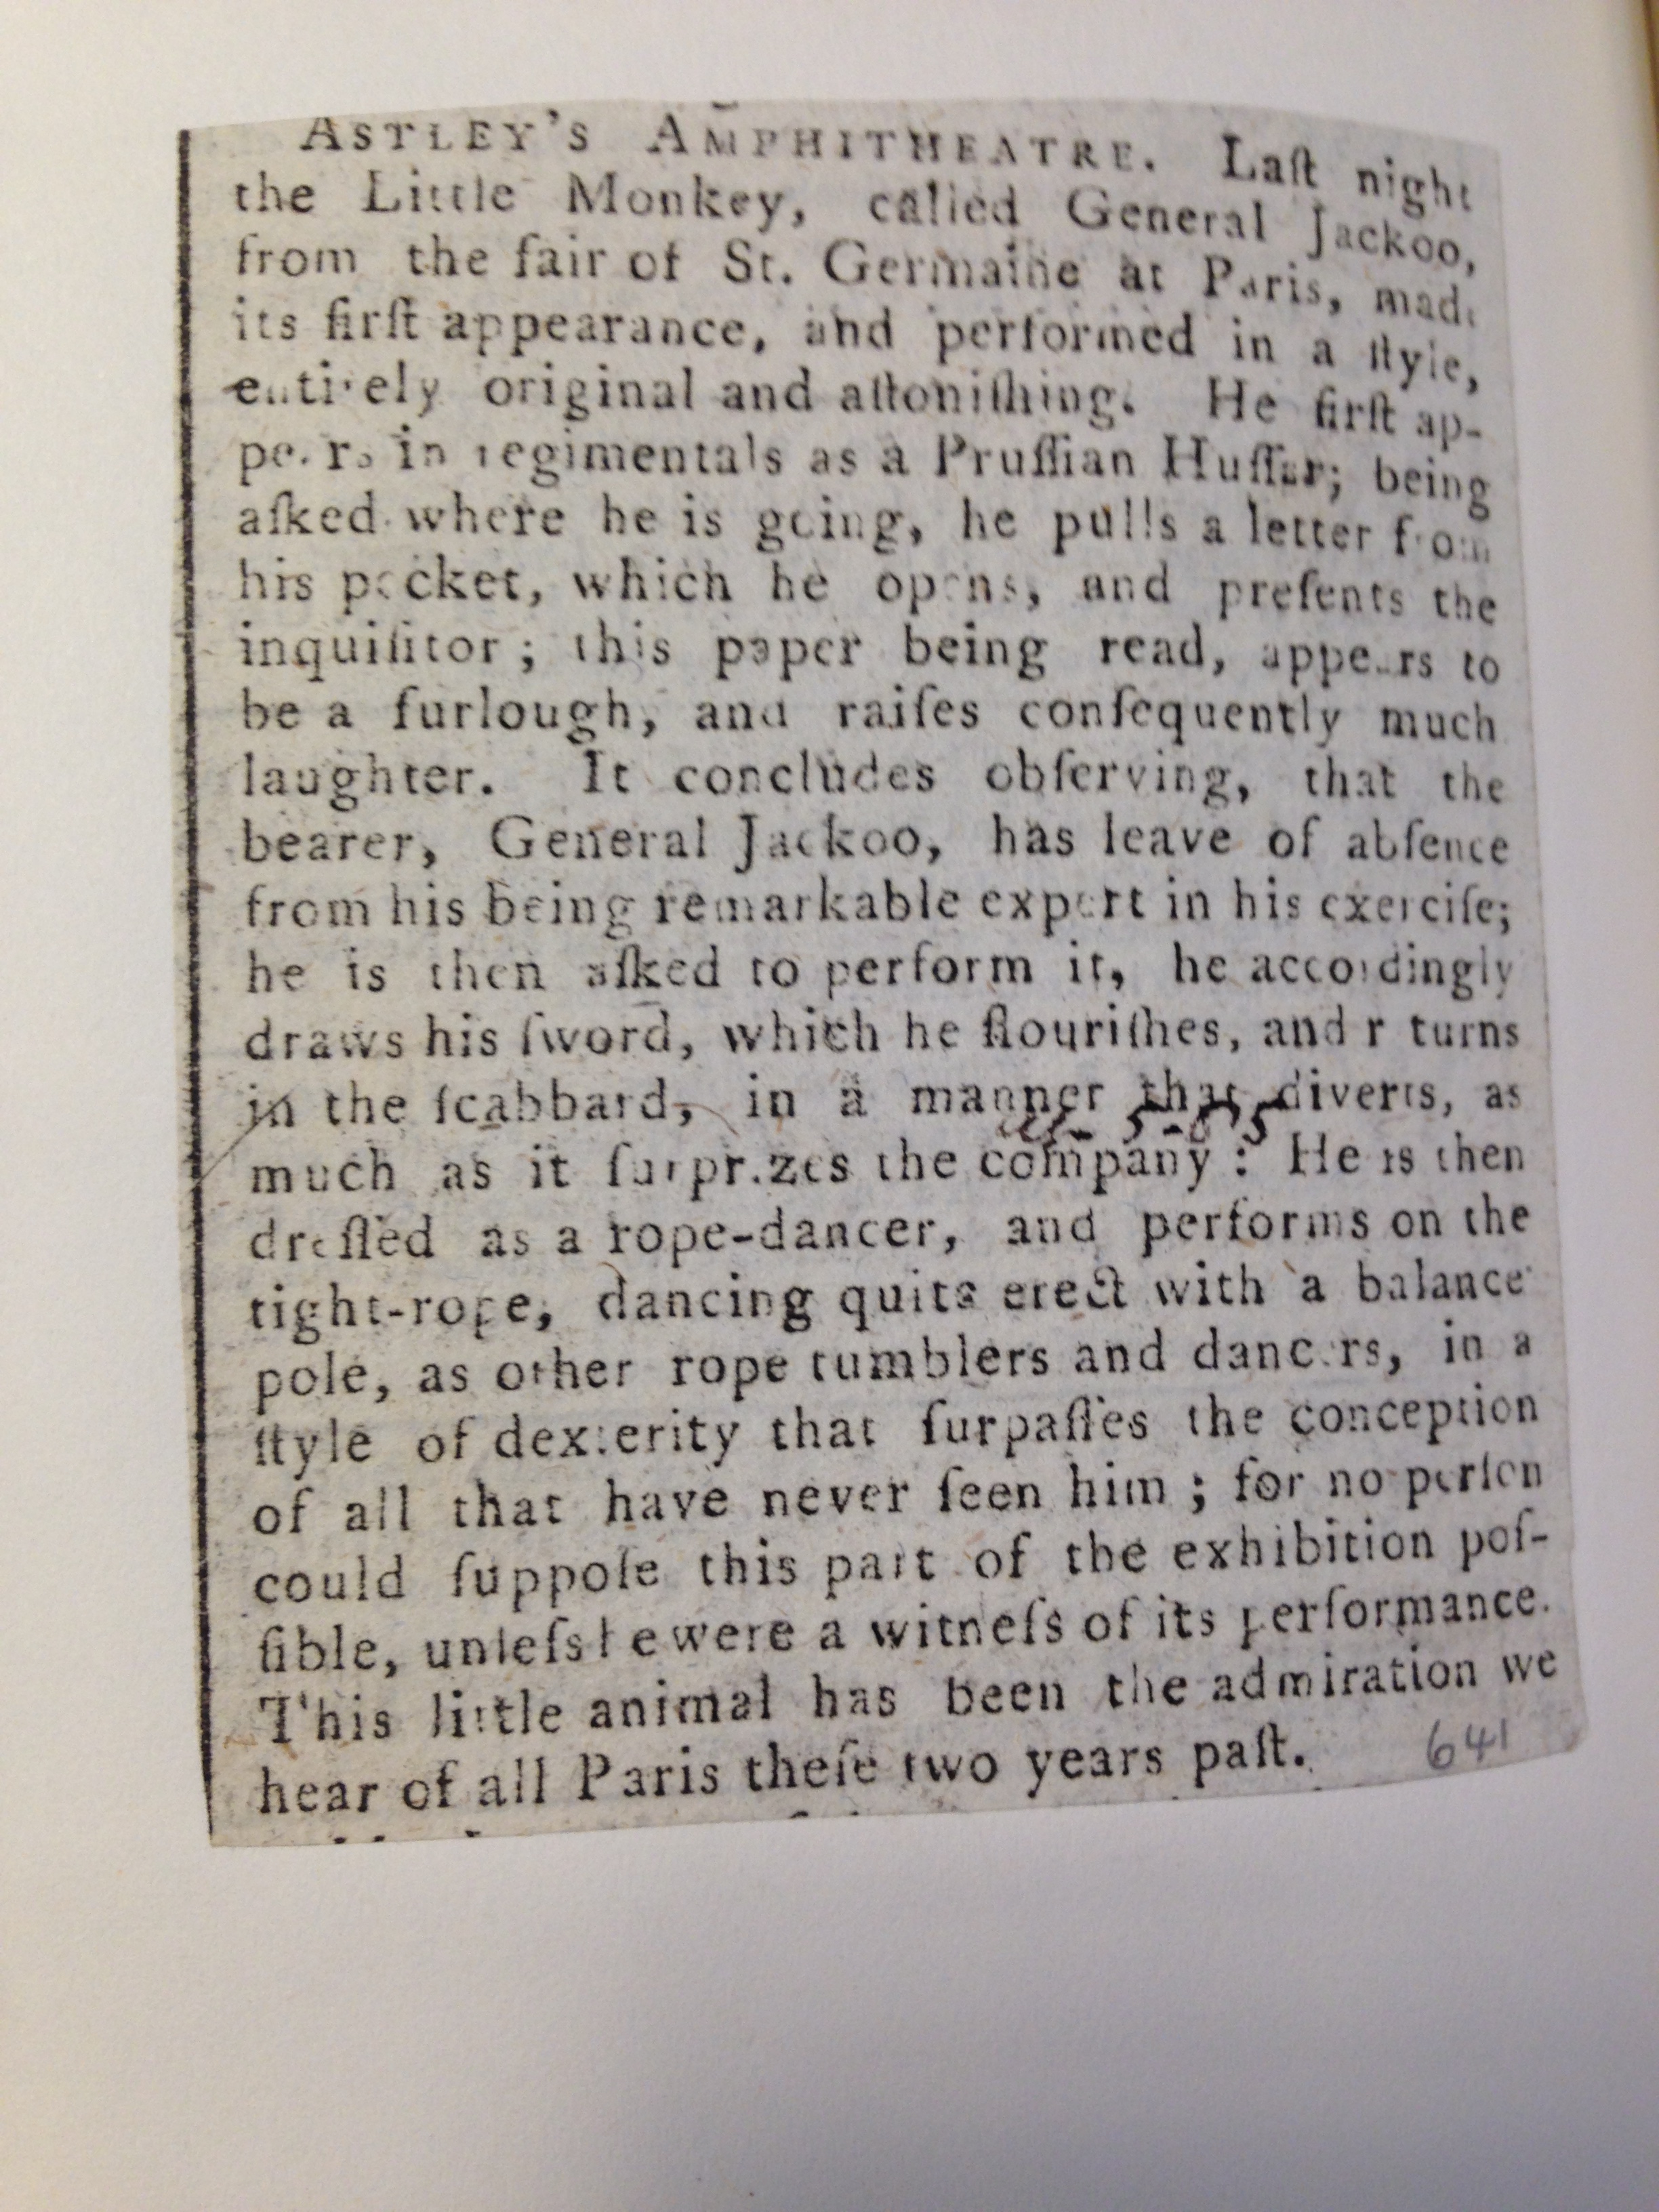 ASTLEY'S AMPHITHEATRE. Laſt night
the Little Monkey, called General Jackoo,
from the fair of St. Germaine at Paris, made
its firſt appearance, and performed in a ſtyle,
entirely original and aſtoniſhing. He firſt ap-
pears in regimentals as a Pruſſian Huſſar; being
aſked where he is going, he pulls a letter from
his pocket, which he opens, and preſents the
inquiſitor; this paper being read, appears to
be a furlough, and raiſes conſequently much
laughter. It concludes obſerving, that the
bearer, General Jackoo, has leave of abſence
from his being remarkable expert in his exerciſe;
he is then aſked to perform it, he accordingly
draws his ſword, which he flouriſhes, and r turns
in the ſcabbard, in a manner that diverts, as
much as it ſurprizes the company: He is then
dreſſed as a rope-dancer, and performs on the
tight-rope, dancing quite erect with a balance
pole, as other rope tumblers and dancers, in a
ſtyle of dexterity that ſurpaſſes the conception
of all that have never ſeen him; for no perſon
could ſuppoſe this part of the exhibition poſ-
ſible, unleſs he were a witneſs of its performance.
This little animal has been the admiration we
hear of all Paris theſe two years paſt.
641